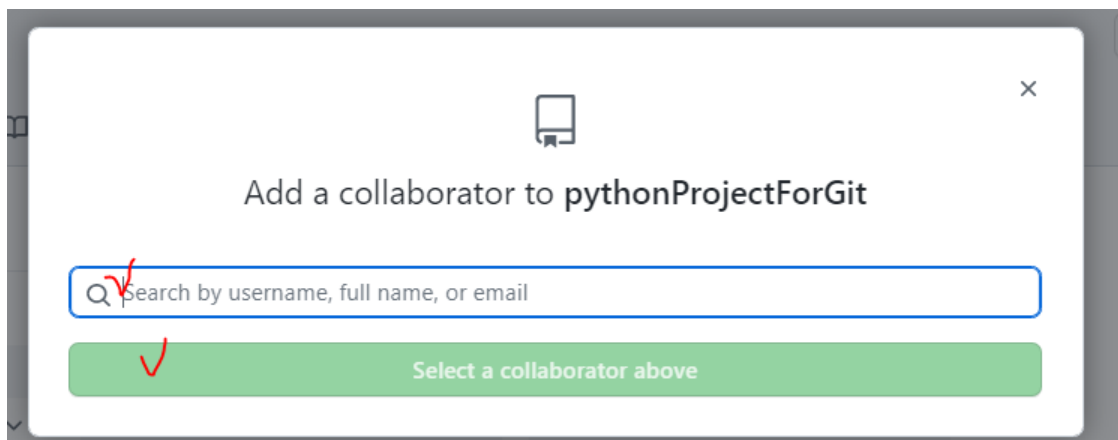 Add a collaborator to pythonProjectForGit
Search by username, full name, or email
Select a collaborator above